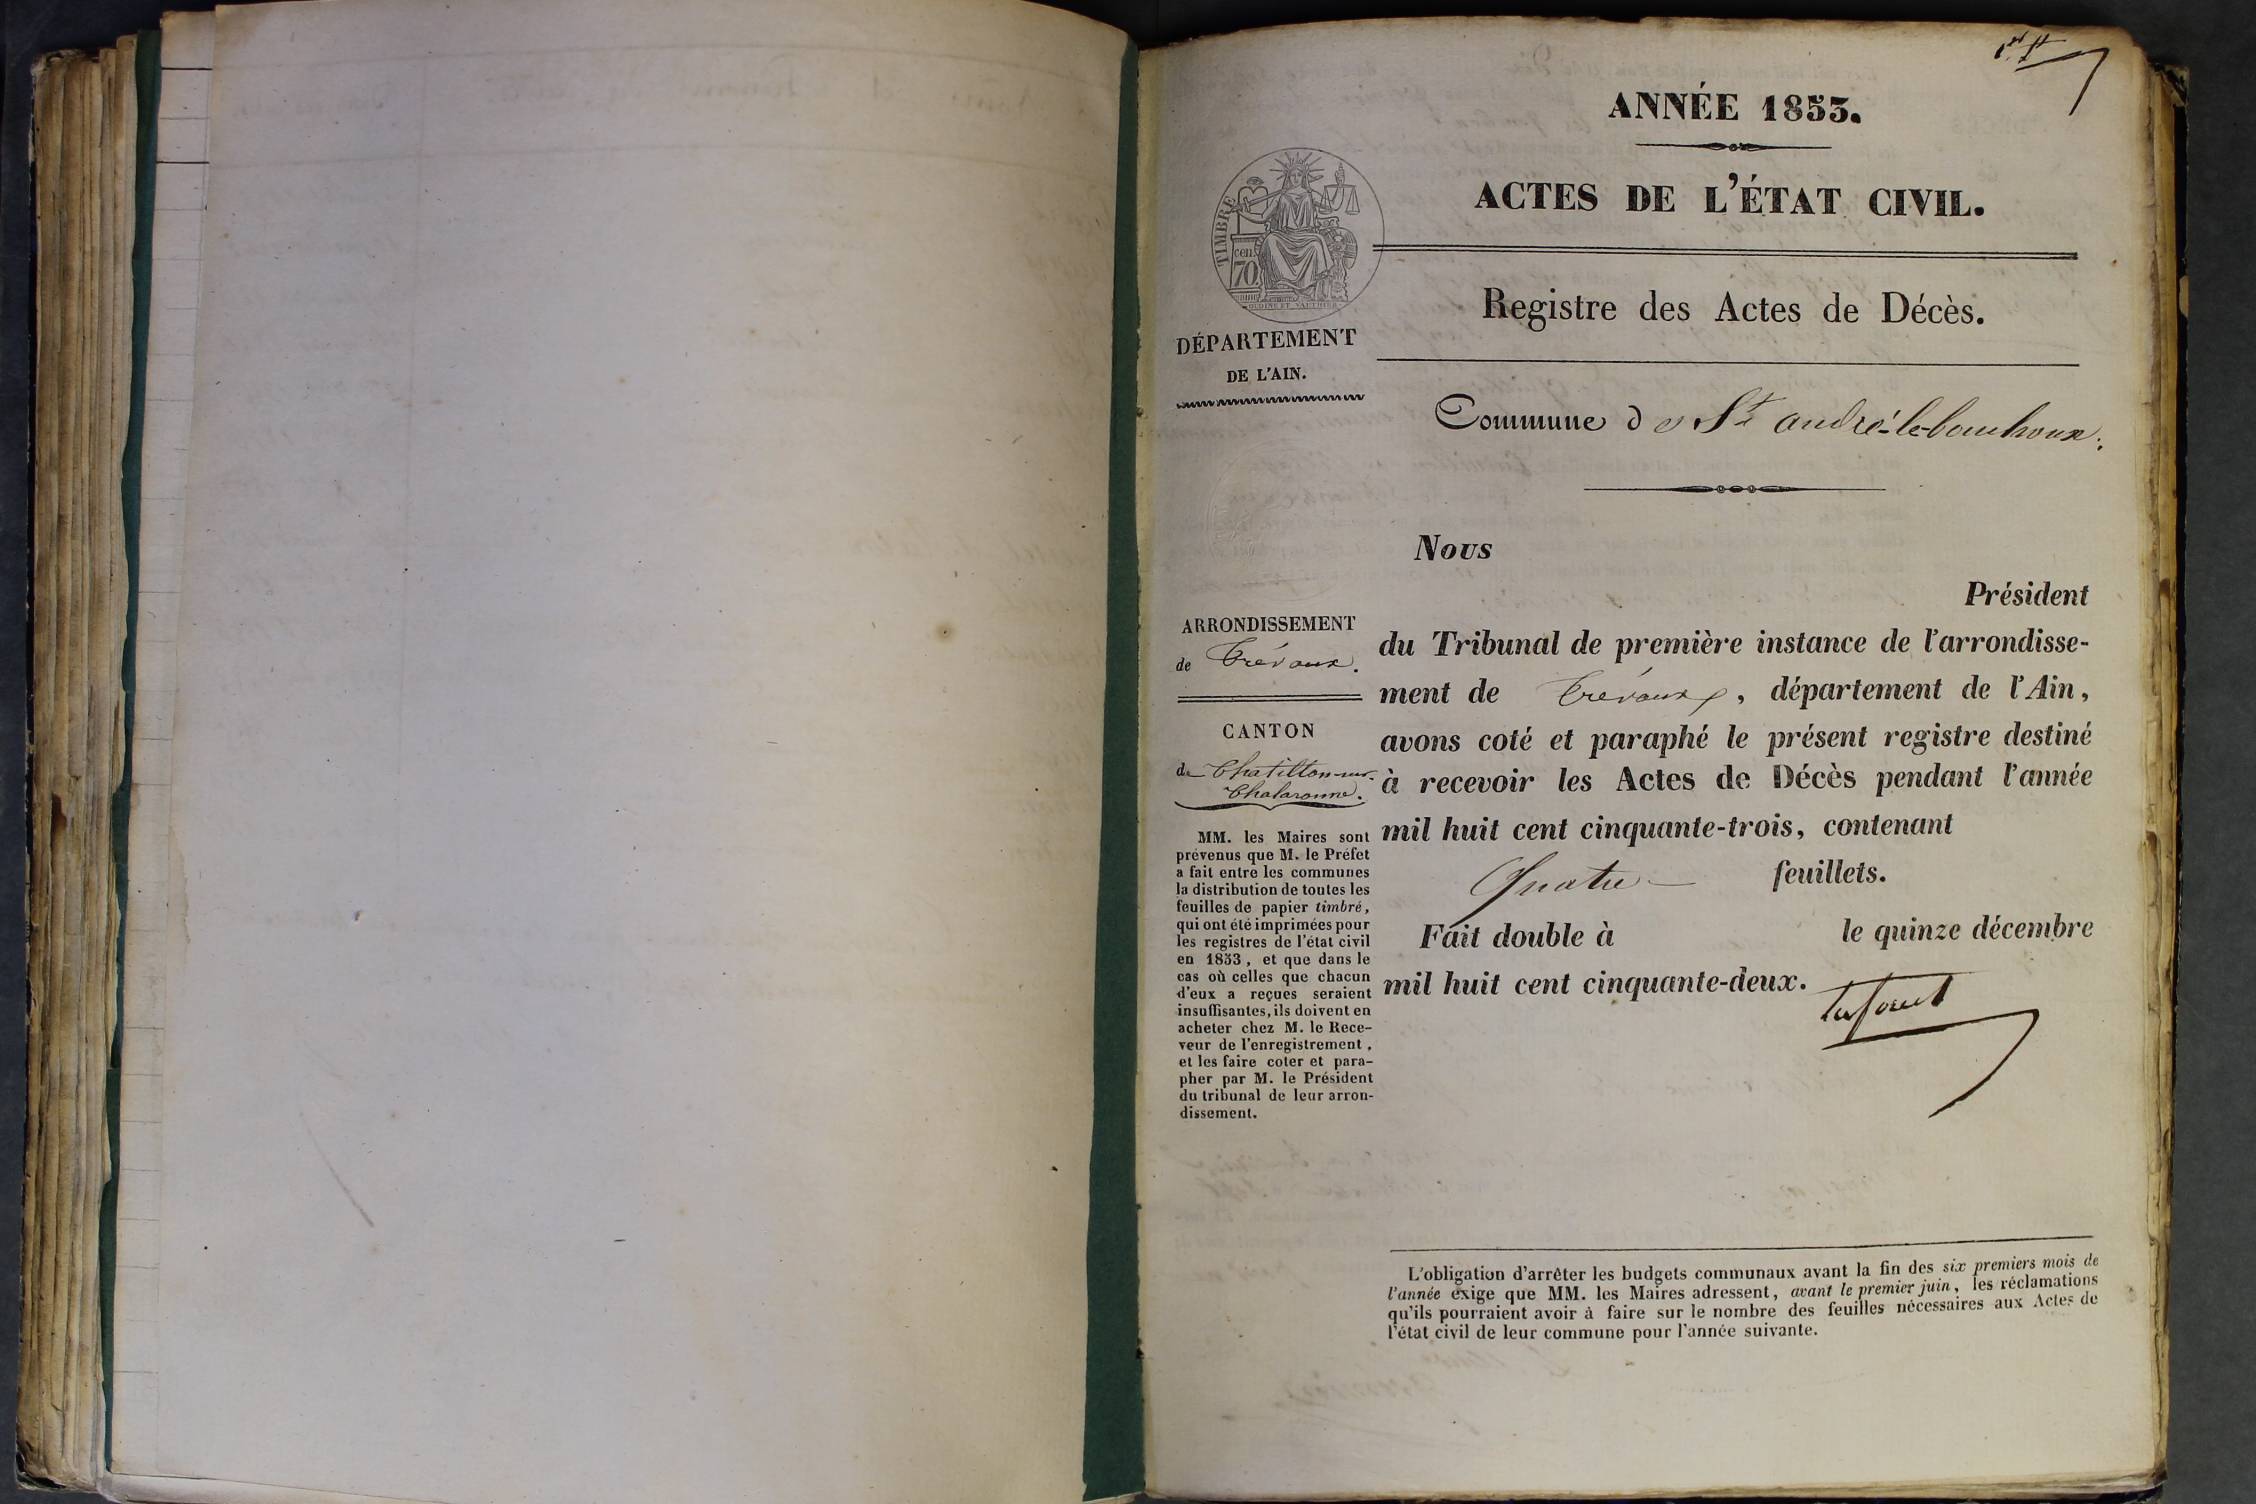 1er ft
ANNÉE 1853.
ACTES DE L'ÉTAT CIVIL.
TIMBRE
cen.
70.
OUDINÉ ET VAUTHIER
Registre des Actes de Décès.
DÉPARTEMENT
DE L'AIN.
Commune de St andré-le-bouchoux.
Nous
Président
du Tribunal de première instance de l'arrondisse-
ment de Trévoux, département de l'Ain,
avons coté et paraphé le présent registre destiné
à recevoir les Actes de Décès pendant l'année
mil huit cent cinquante-trois, contenant
Quatre feuillets.
Fait double à le quinze décembre
mil huit cent cinquante-deux.
ARRONDISSEMENT
de Trévoux.
CANTON
de Chatillon-sur-
Chalaronne.
MM. les Maires sont
prévenus que M. le Préfet
a fait entre les communes
la distribution de toutes les
feuilles de papier timbré,
qui ont été imprimées pour
les registres de l'état civil
en 1853, et que dans le
cas où celles que chacun
d'eux a reçues seraient
insuffisantes, ils doivent en
acheter chez M. le Rece-
veur de l'enregistrement,
et les faire coter et para-
pher par M. le Président
du tribunal de leur arron-
dissement.
L'obligation d'arrêter les budgets communaux avant la fin des six premiers mois de
l'année exige que MM. les Maires adressent, avant le premier juin, les réclamations
qu'ils pourraient avoir à faire sur le nombre des feuilles nécessaires aux Actes de
l'état civil de leur commune pour l'année suivante.